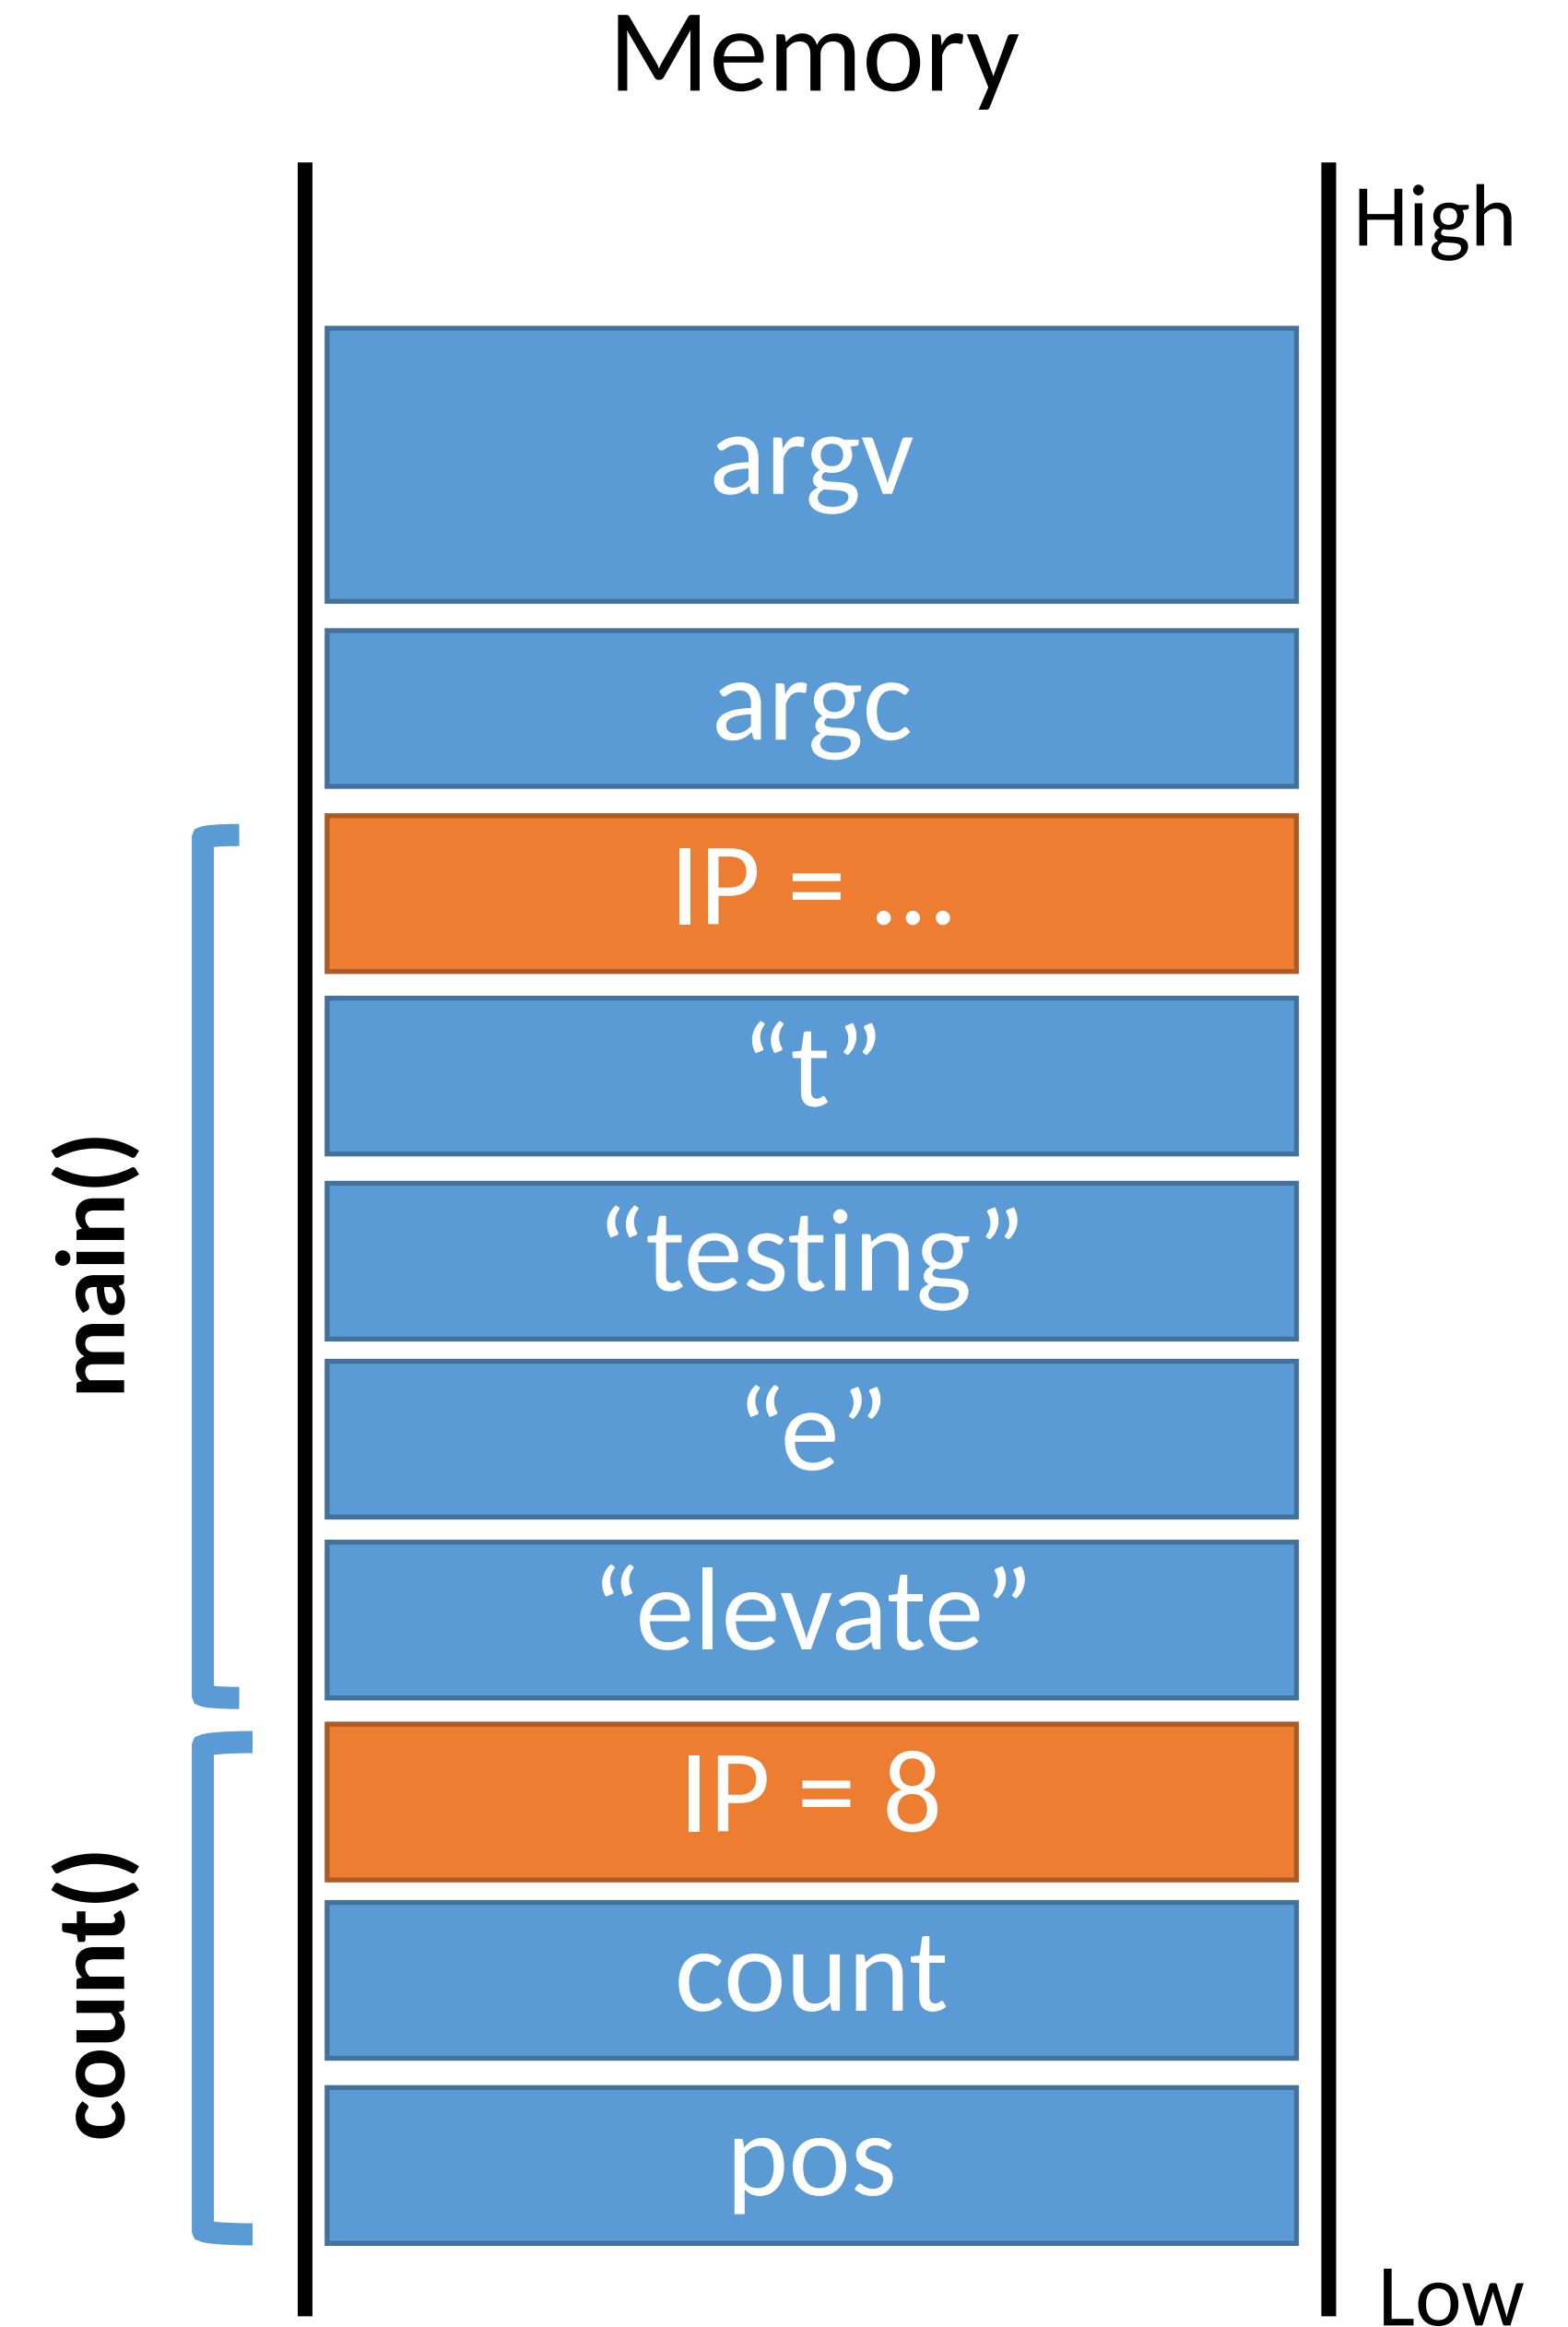 Memory
High
argv
argc
IP = …
“t”
“testing”
“e”
“elevate”
main()
IP = 8
count
pos
count()
Low